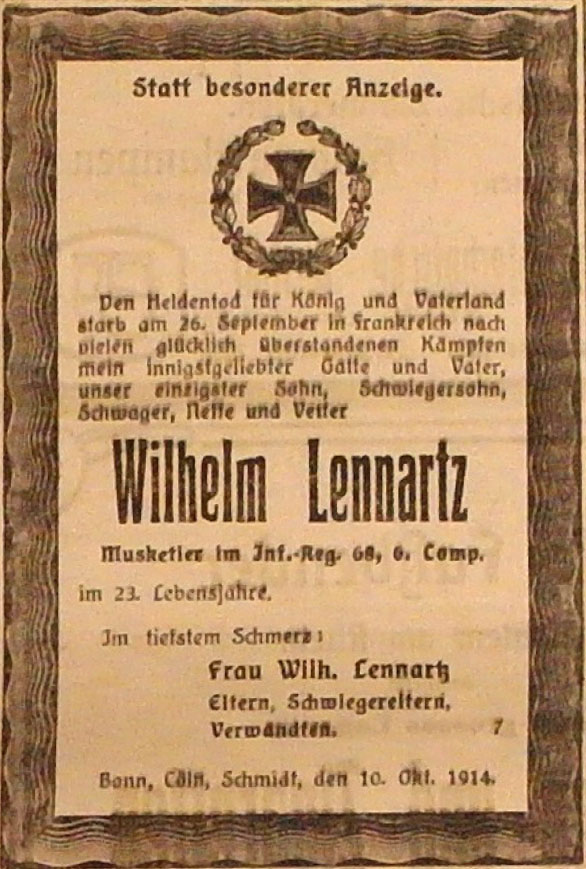 Statt besonderer Anzeige.
Den Heldentod für König und Vaterland
starb am 26. September in Frankreich nach
vielen glücklich überstandenen Kämpfen
mein innigstgeliebter Gatte und Vater,
unser einzigster Sohn, Schwiegersohn,
Schwager, Neffe und Vetter
Wilhelm Lennartz
Musketier im Inf.-Reg. 68, 6. Comp.
im 23. Lebensjahre.
Im tiefstem Schmerz:
Frau Wilh. Lennartz
Eltern, Schwiegereltern,
Verwandten. 7
Bonn, Cöln, Schmidt, den 10. Okt. 1914.